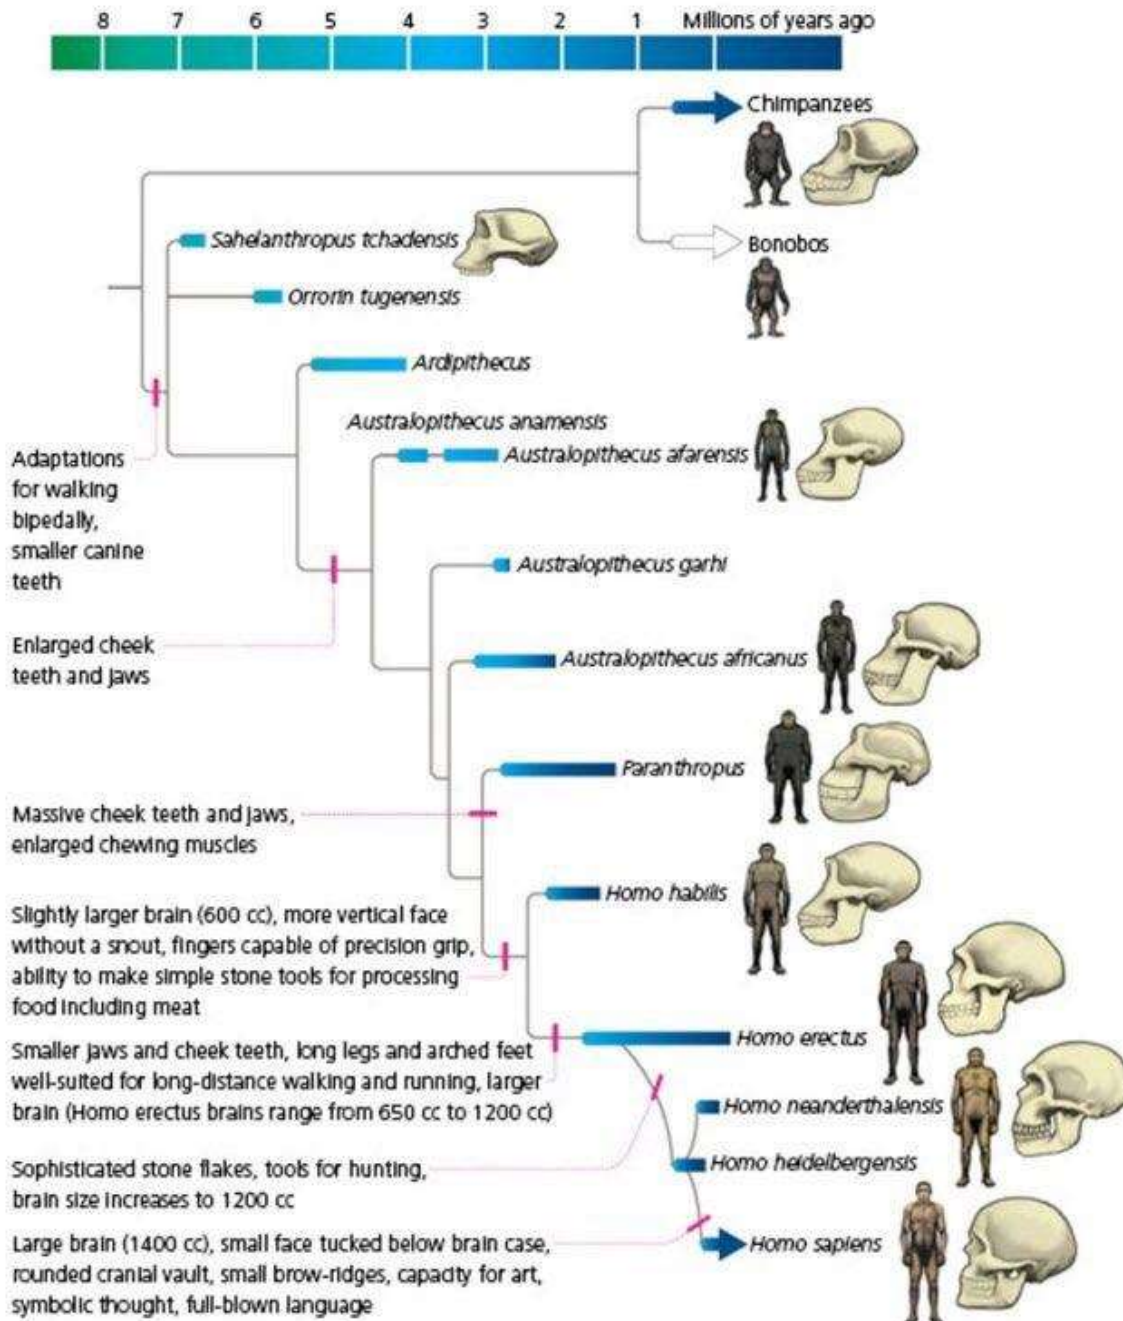 8 7 6 5 4 3 2 1 Millions of years ago
Chimpanzees
Sahelanthropus tchadensis
Bonobos
Orrorin tugenensis
Ardipithecus
Australopithecus anamensis
Australopithecus afarensis
Adaptations
for walking
bipedally,
smaller canine
teeth
Australopithecus garhi
Enlarged cheek
teeth and jaws
Australopithecus africanus
Paranthropus
Massive cheek teeth and jaws,
enlarged chewing muscles
Homo habilis
Slightly larger brain (600 cc), more vertical face
without a snout, fingers capable of precision grip,
ability to make simple stone tools for processing
food including meat
Homo erectus
Smaller jaws and cheek teeth, long legs and arched feet
well-suited for long-distance walking and running, larger
brain (Homo erectus brains range from 650 cc to 1200 cc)
Homo neanderthalensis
Homo heidelbergensis
Sophisticated stone flakes, tools for hunting,
brain size increases to 1200 cc
Homo sapiens
Large brain (1400 cc), small face tucked below brain case,
rounded cranial vault, small brow-ridges, capacity for art,
symbolic thought, full-blown language